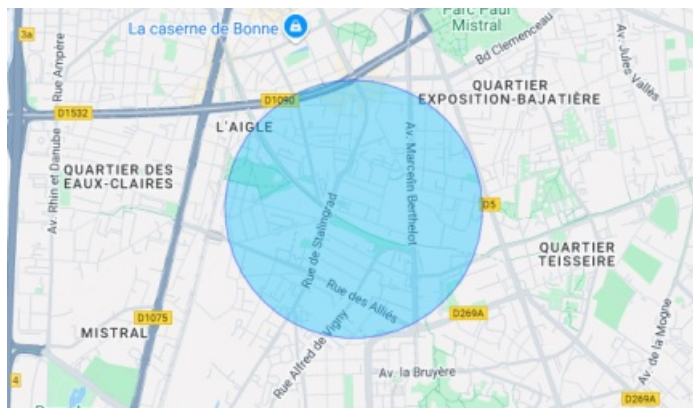 Parc Paul
Mistral
La caserne de Bonne
Bd Clemenceau
Av. Jules Vallès
3a
Rue Ampère
QUARTIER
EXPOSITION-BAJATIÈRE
D1090
D1532
L'AIGLE
Av. Marcelin Berthelot
QUARTIER DES
EAUX-CLAIRES
Av. Rhin et Danube
D5
Rue de Stalingrad
QUARTIER
TEISSEIRE
Rue des Alliés
D1075
D269A
MISTRAL
Rue Alfred de Vigny
Av. de la Mogne
Av. la Bruyère
4
D269A